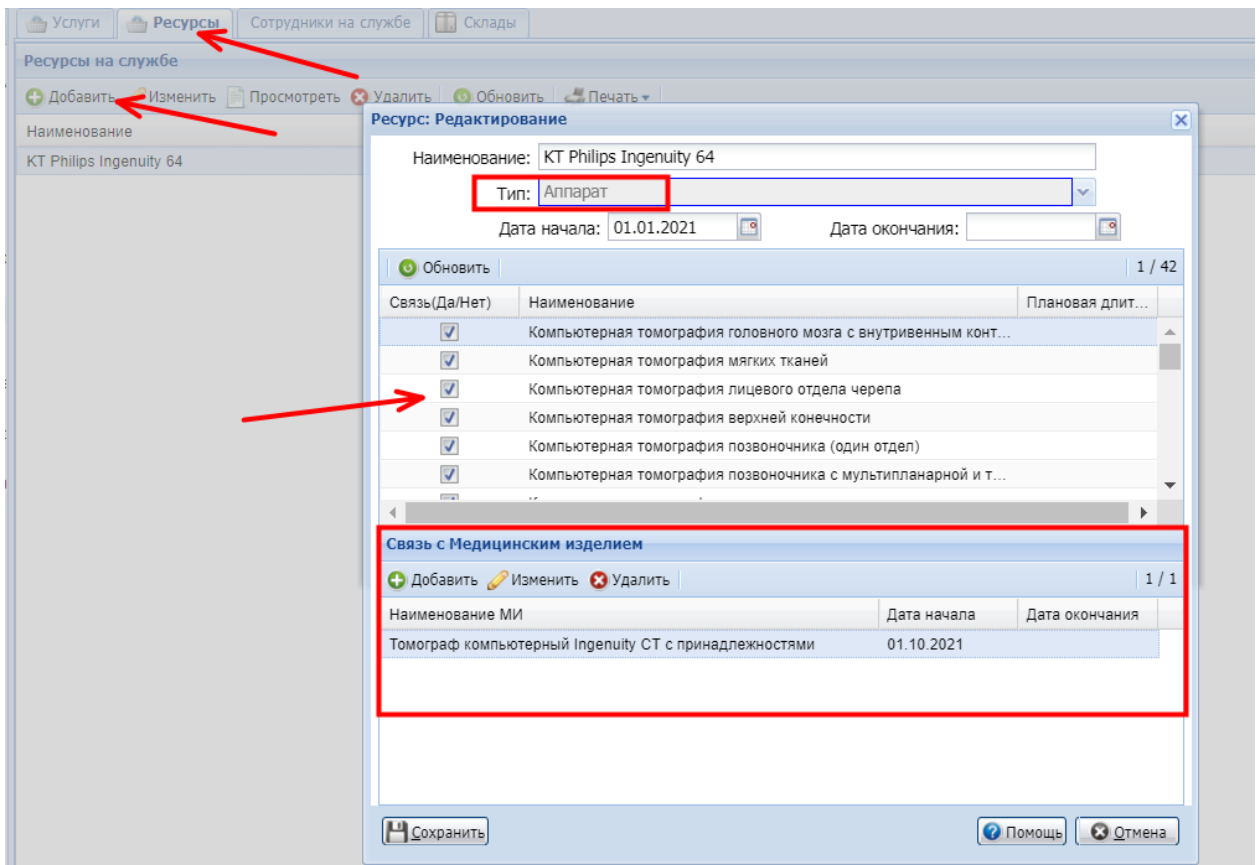 Услуги Ресурсы Сотрудники на службе Склады
Ресурсы на службе
Добавить Изменить Просмотреть Удалить Обновить Печать
Наименование
KT Philips Ingenuity 64
Ресурс: Редактирование
Наименование: KT Philips Ingenuity 64
Тип: Аппарат
Дата начала: 01.01.2021 Дата окончания:
Обновить 1 / 42
Связь(Да/Нет) Наименование Плановая длит...
Компьютерная томография головного мозга с внутривенным конт...
Компьютерная томография мягких тканей
Компьютерная томография лицевого отдела черепа
Компьютерная томография верхней конечности
Компьютерная томография позвоночника (один отдел)
Компьютерная томография позвоночника с мультипланарной и т...
Связь с Медицинским изделием
Добавить Изменить Удалить 1 / 1
Наименование МИ Дата начала Дата окончания
Томограф компьютерный Ingenuity CT с принадлежностями 01.10.2021
Сохранить Помощь Отмена